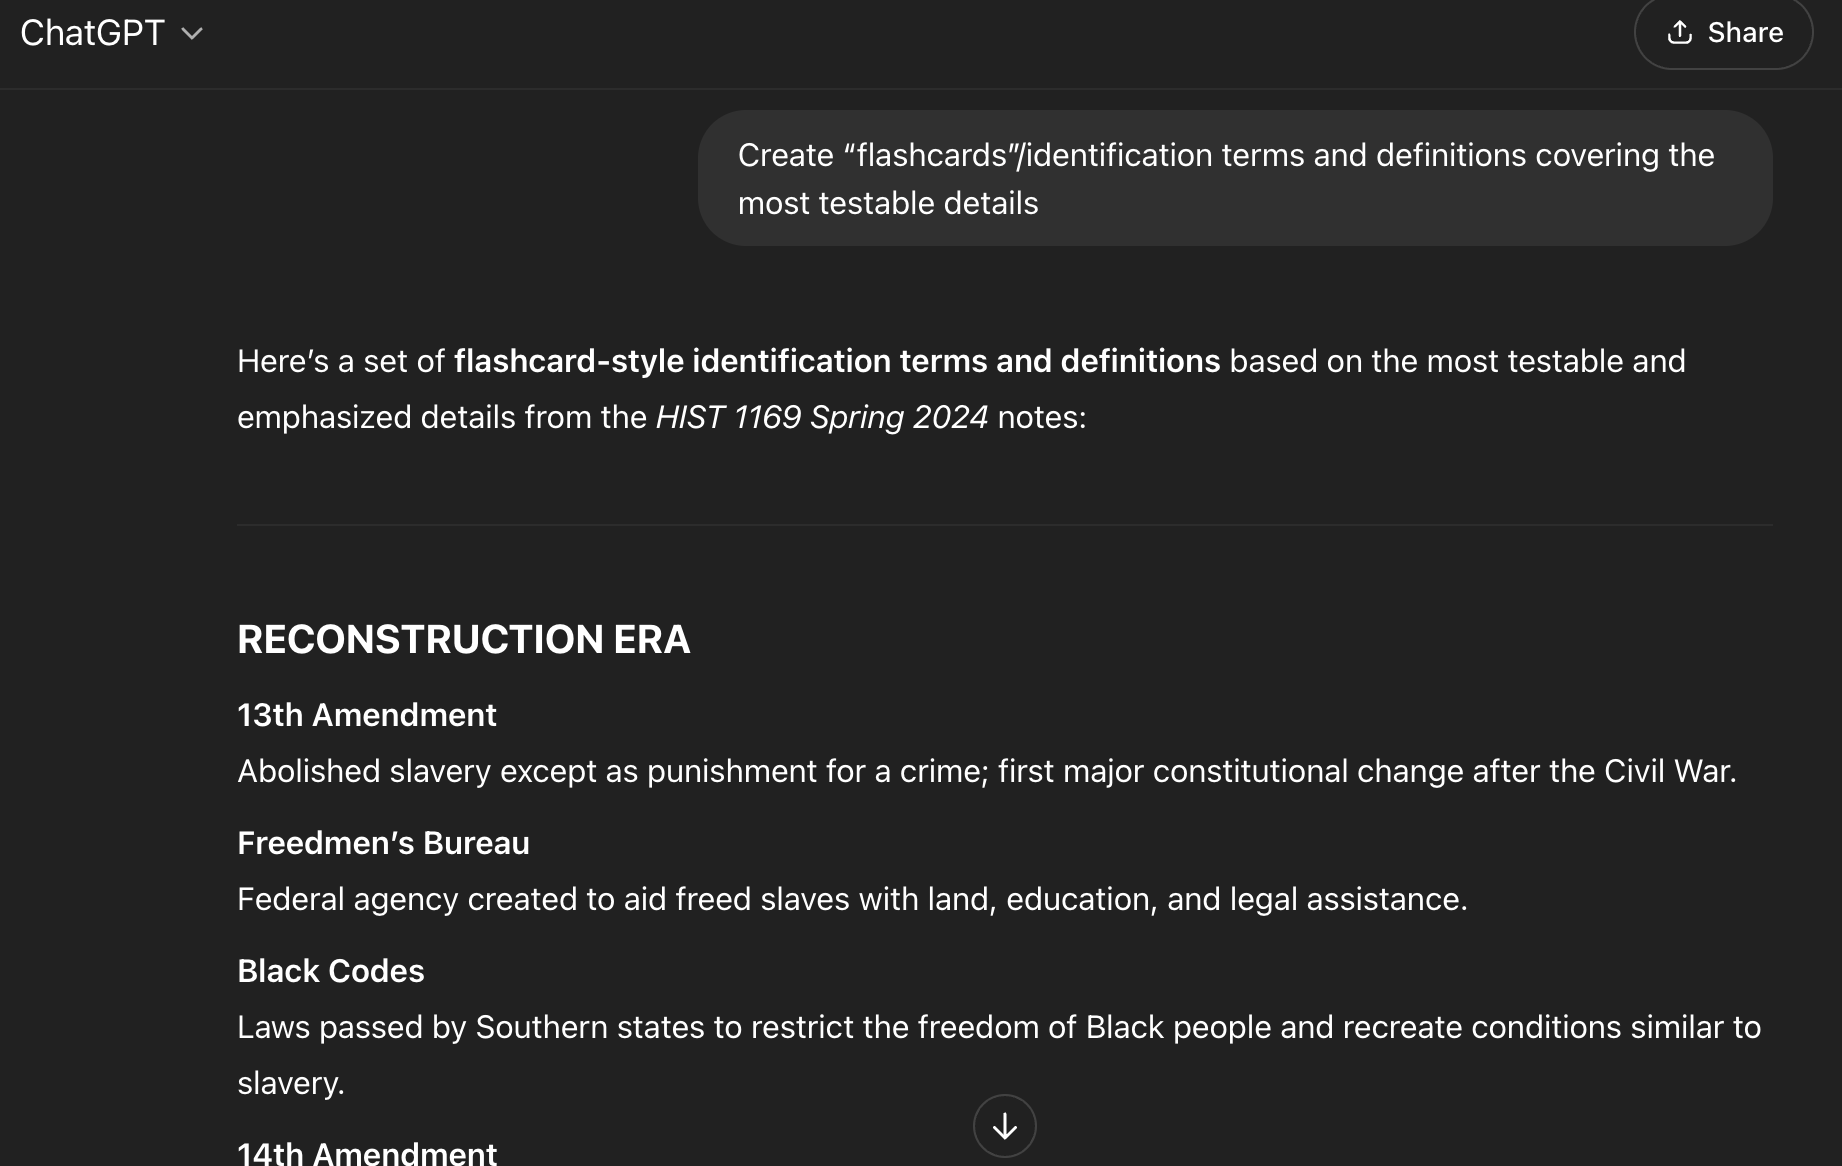 ChatGPT
Share
Create “flashcards”/identification terms and definitions covering the
most testable details
Here’s a set of flashcard-style identification terms and definitions based on the most testable and
emphasized details from the HIST 1169 Spring 2024 notes:
RECONSTRUCTION ERA
13th Amendment
Abolished slavery except as punishment for a crime; first major constitutional change after the Civil War.
Freedmen’s Bureau
Federal agency created to aid freed slaves with land, education, and legal assistance.
Black Codes
Laws passed by Southern states to restrict the freedom of Black people and recreate conditions similar to
slavery.
14th Amendment